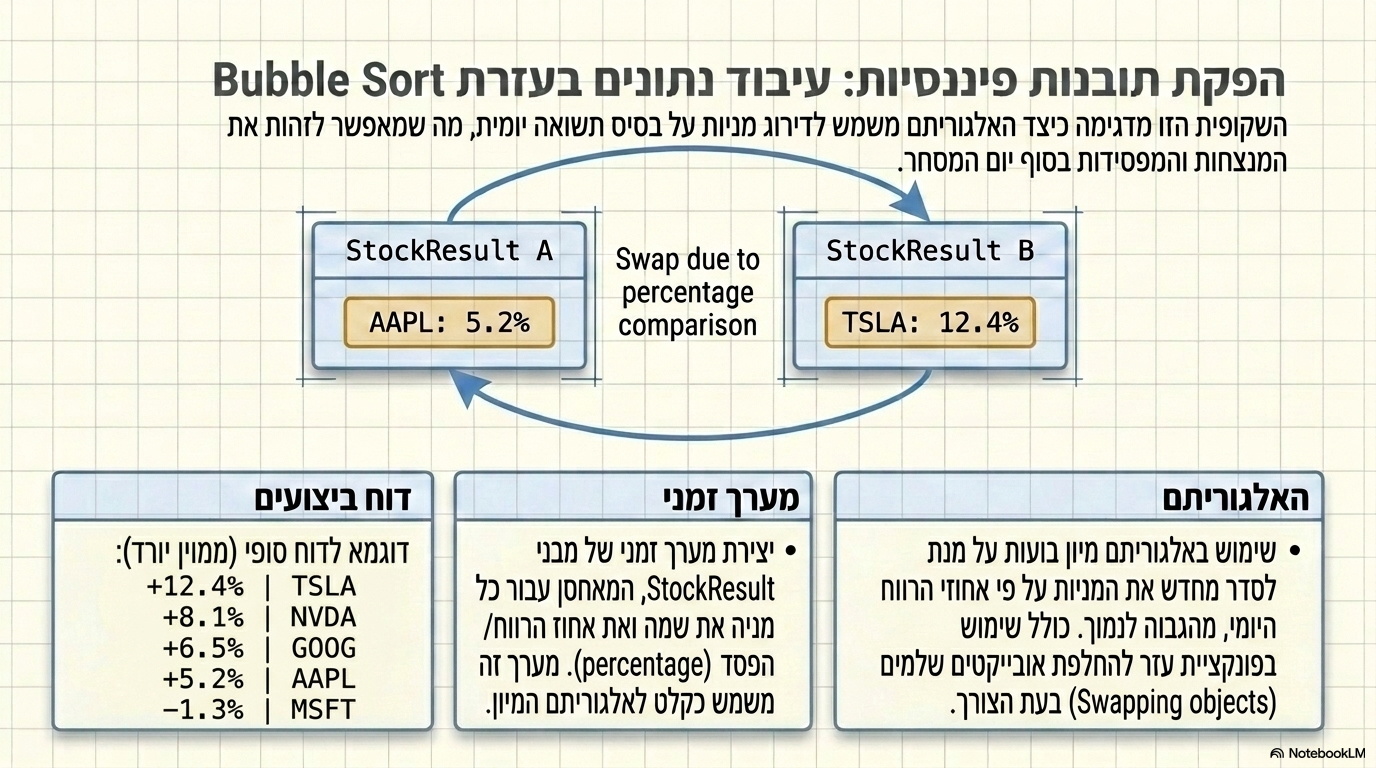 הפקת תובנות פיננסיות: עיבוד נתונים בעזרת Bubble Sort
השקופית הזו מדגימה כיצד האלגוריתם משמש לדירוג מניות על בסיס תשואה יומית, מה שמאפשר לזהות את
המנצחות והמפסידות בסוף יום המסחר.
StockResult A
AAPL: 5.2%
Swap due to
percentage
comparison
StockResult B
TSLA: 12.4%
האלגוריתם
• שימוש באלגוריתם מיון בועות על מנת
לסדר מחדש את המניות על פי אחוזי הרווח
היומי, מהגבוה לנמוך. כולל שימוש
בפונקציית עזר להחלפת אובייקטים שלמים
(Swapping objects) בעת הצורך.
מערך זמני
• יצירת מערך זמני של מבני
StockResult, המאחסן עבור כל
מניה את שמה ואת אחוז הרווח/
הפסד (percentage). מערך זה
משמש כקלט לאלגוריתם המיון.
דוח ביצועים
דוגמא לדוח סופי (ממוין יורד):
+12.4% | TSLA
+8.1% | NVDA
+6.5% | GOOG
+5.2% | AAPL
−1.3% | MSFT
NotebookLM